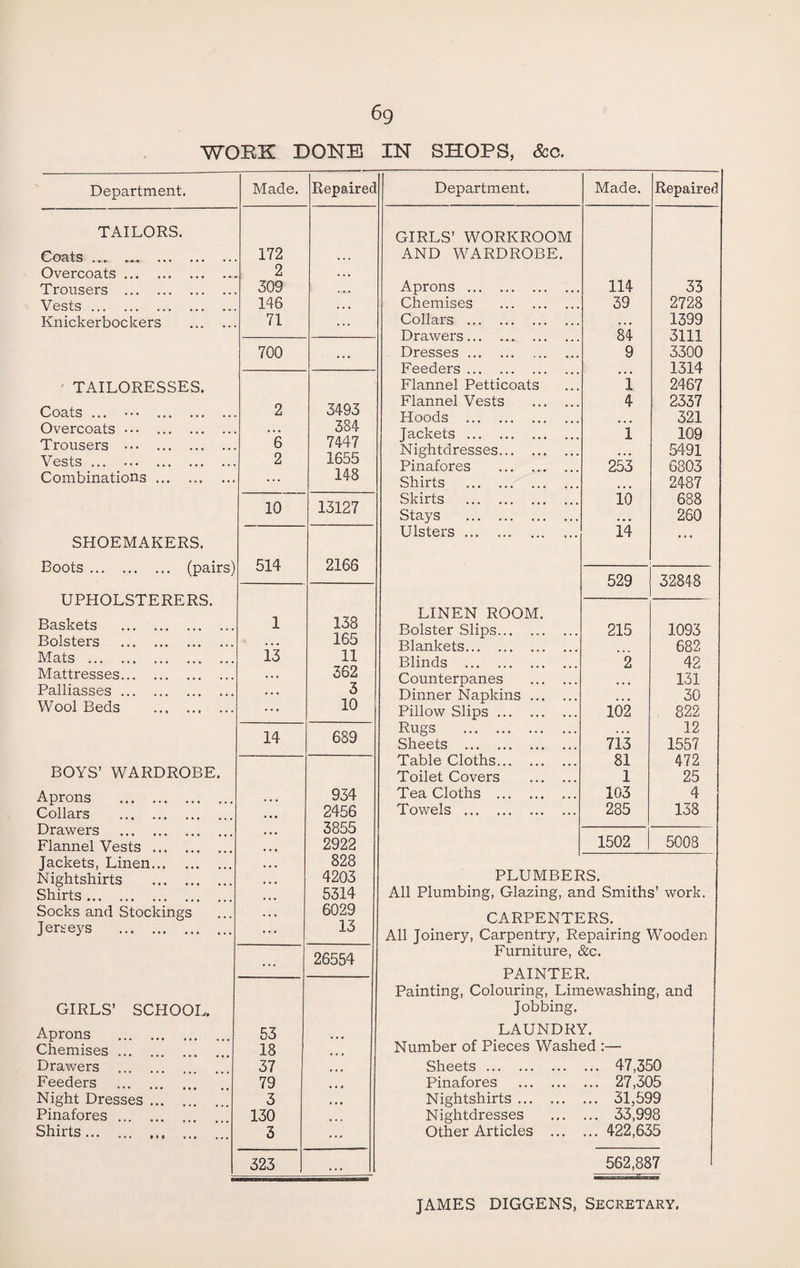 69
WORK DONE IN SHOPS, &c.
Department. Made. Repaired
TAILORS.
Coats ... ... ... ... ... 172 ...
Overcoats ... ... ... ... 2 ...
Trousers ... ... ... ... 309 ...
Vests ... ... ... ... ... 146 ...
Knickerbockers ... ... 71 ...
700 ...
TAILORESSES.
Coats ... ... ... ... ... 2 3493
Overcoats ... ... ... ... ... 384
Trousers ... ... ... ... 6 7447
Vests ... ... ... ... ... 2 1655
Combinations ... ... ... ... 148
10 13127
SHOEMAKERS.
Boots ... ... ... (pairs) 514 2166
UPHOLSTERERS.
Baskets ... ... ... ... 1 138
Bolsters ... ... ... ... ... 165
Mats ... ... ... ... ... 13 11
Mattresses... ... ... ... ... 362
Palliasses ... ... ... ... ... 3
Wool Beds ... ... ... ... 10
14 689
BOYS' WARDROBE.
Aprons ... ... ... ... ... 934
Collars ... ... ... ... ... 2456
Drawers ... ... ... ... ... 3855
Flannel Vests ... ... ... ... 2922
Jackets, Linen... ... ... ... 828
Nightshirts ... ... ... ... 4203
Shirts ... ... ... ... ... ... 5314
Socks and Stockings ... ... 6029
Jerseys ... ... ... ... ... 13
... 26554
GIRLS' SCHOOL.
Aprons ... ... ... ... 53 ...
Chemises ... ... ... ... 18 ...
Drawers ... ... ... ... 37 ...
Feeders ... ... ... .. 79 ...
Night Dresses ... ... ... 3 ...
Pinafores ... ... ... ... 130 ...
Shirts ... ... ... ... ... 3 ...
323 ...
Department. Made. Repaired
GIRLS' WORKROOM
AND WARDROBE.
Aprons ... ... ... ... 114 33
Chemises ... ... ... 39 2728
Collars ... ... ... ... ... 1399
Drawers ... ... ... ... 84 3111
Dresses ... ... ... ... 9 3300
Feeders ... ... ... ... ... 1314
Flannel Petticoats ... 1 2467
Flannel Vests ... ... 4 2337
Hoods ... ... ... ... ... 321
Jackets ... ... ... ... 1 109
Nightdresses... ... ... ... 5491
Pinafores ... ... ... 253 6803
Shirts ... ... ... ... ... 2487
Skirts ... ... ... ... 10 688
Stays ... ... ... ... ... 260
Ulsters ... ... ... ... 14 ...
529 32848
LINEN ROOM.
Bolster Slips... ... ... 215 1093
Blankets... ... ... ... ... 682
Blinds ... ... ... ... 2 42
Counterpanes ... ... ... 131
Dinner Napkins ... ... ... 30
Pillow Slips ... ... ... 102 822
Rugs ... ... ... ... ... 12
Sheets ... ... ... ... 713 1557
Table Cloths... ... ... 81 472
Toilet Covers ... ... 1 25
Tea Cloths ... ... ... 103 4
Towels ... ... ... ... 285 138
1502 5008
PLUMBERS.
All Plumbing, Glazing, and Smiths' work.
CARPENTERS.
All Joinery, Carpentry, Repairing Wooden
Furniture, &c.
PAINTER.
Painting, Colouring, Limewashing, and
Jobbing.
LAUNDRY.
Number of Pieces Washed :—
Sheets ... ... ... ... 47,350
Pinafores ... ... ... 27,305
Nightshirts ... ... ... 31,599
Nightdresses ... ... 33,998
Other Articles ... ... 422,635
562,887
JAMES DIGGENS, SECRETARY.